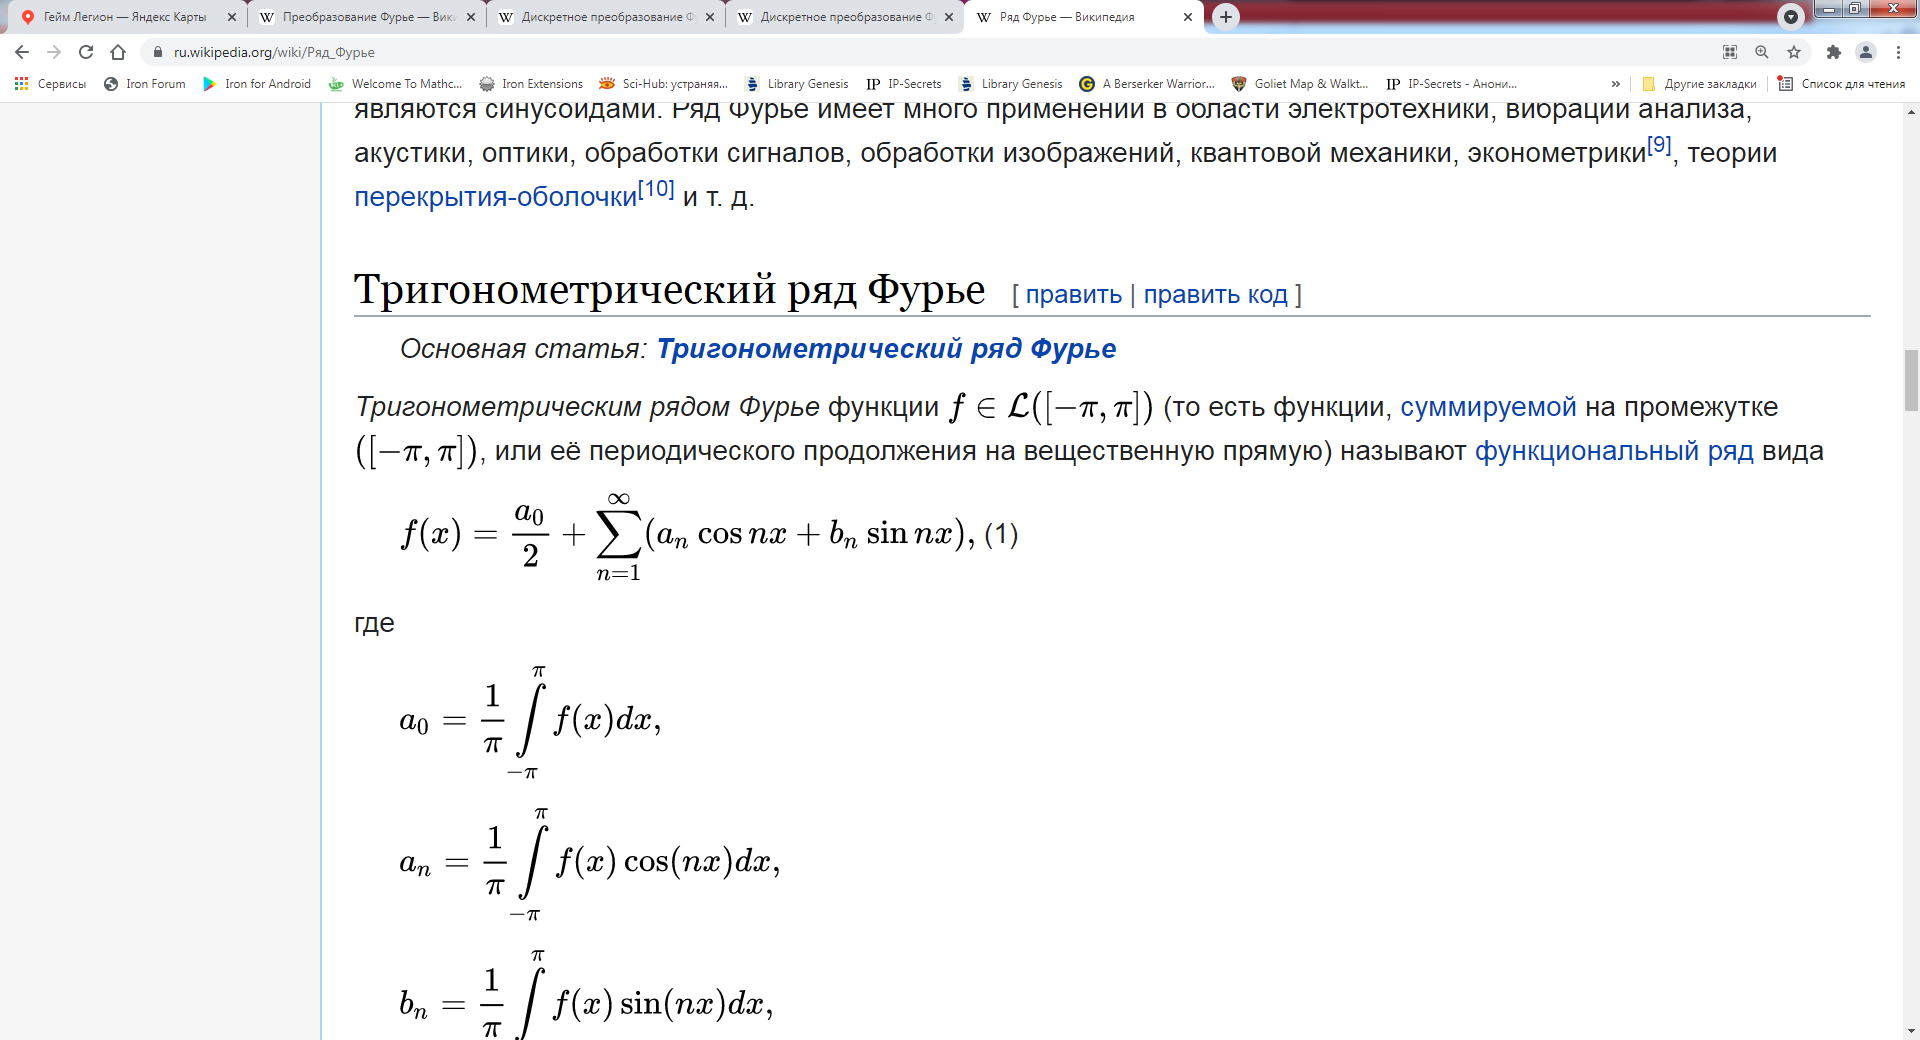 Гейм Легион — Яндекс Карты
Преобразование Фурье — Вики
Дискретное преобразование Ф
Дискретное преобразование Ф
Ряд Фурье — Википедия
ru.wikipedia.org/wiki/Ряд_Фурье
Сервисы Iron Forum Iron for Android Welcome To Mathc... Iron Extensions Sci-Hub: устраняя... Library Genesis IP IP-Secrets Library Genesis A Berserker Warrior... Goliet Map & Walkt... IP IP-Secrets - Анони... » Другие закладки Список для чтения
являются синусоидами. Ряд Фурье имеет много применений в области электротехники, вибрации анализа,
акустики, оптики, обработки сигналов, обработки изображений, квантовой механики, эконометрики[9], теории
перекрытия-оболочки[10] и т. д.
Тригонометрический ряд Фурье [ править | править код ]
Основная статья: Тригонометрический ряд Фурье
Тригонометрическим рядом Фурье функции f ∈ 𝓛([−π, π]) (то есть функции, суммируемой на промежутке
([−π, π]), или её периодического продолжения на вещественную прямую) называют функциональный ряд вида
f(x) = a₀/2 + ∑_{n=1}^{∞} (aₙ cos nx + bₙ sin nx), (1)
где
a₀ = 1/π ∫_{−π}^{π} f(x)dx,
aₙ = 1/π ∫_{−π}^{π} f(x) cos(nx)dx,
bₙ = 1/π ∫^{π} f(x) sin(nx)dx,